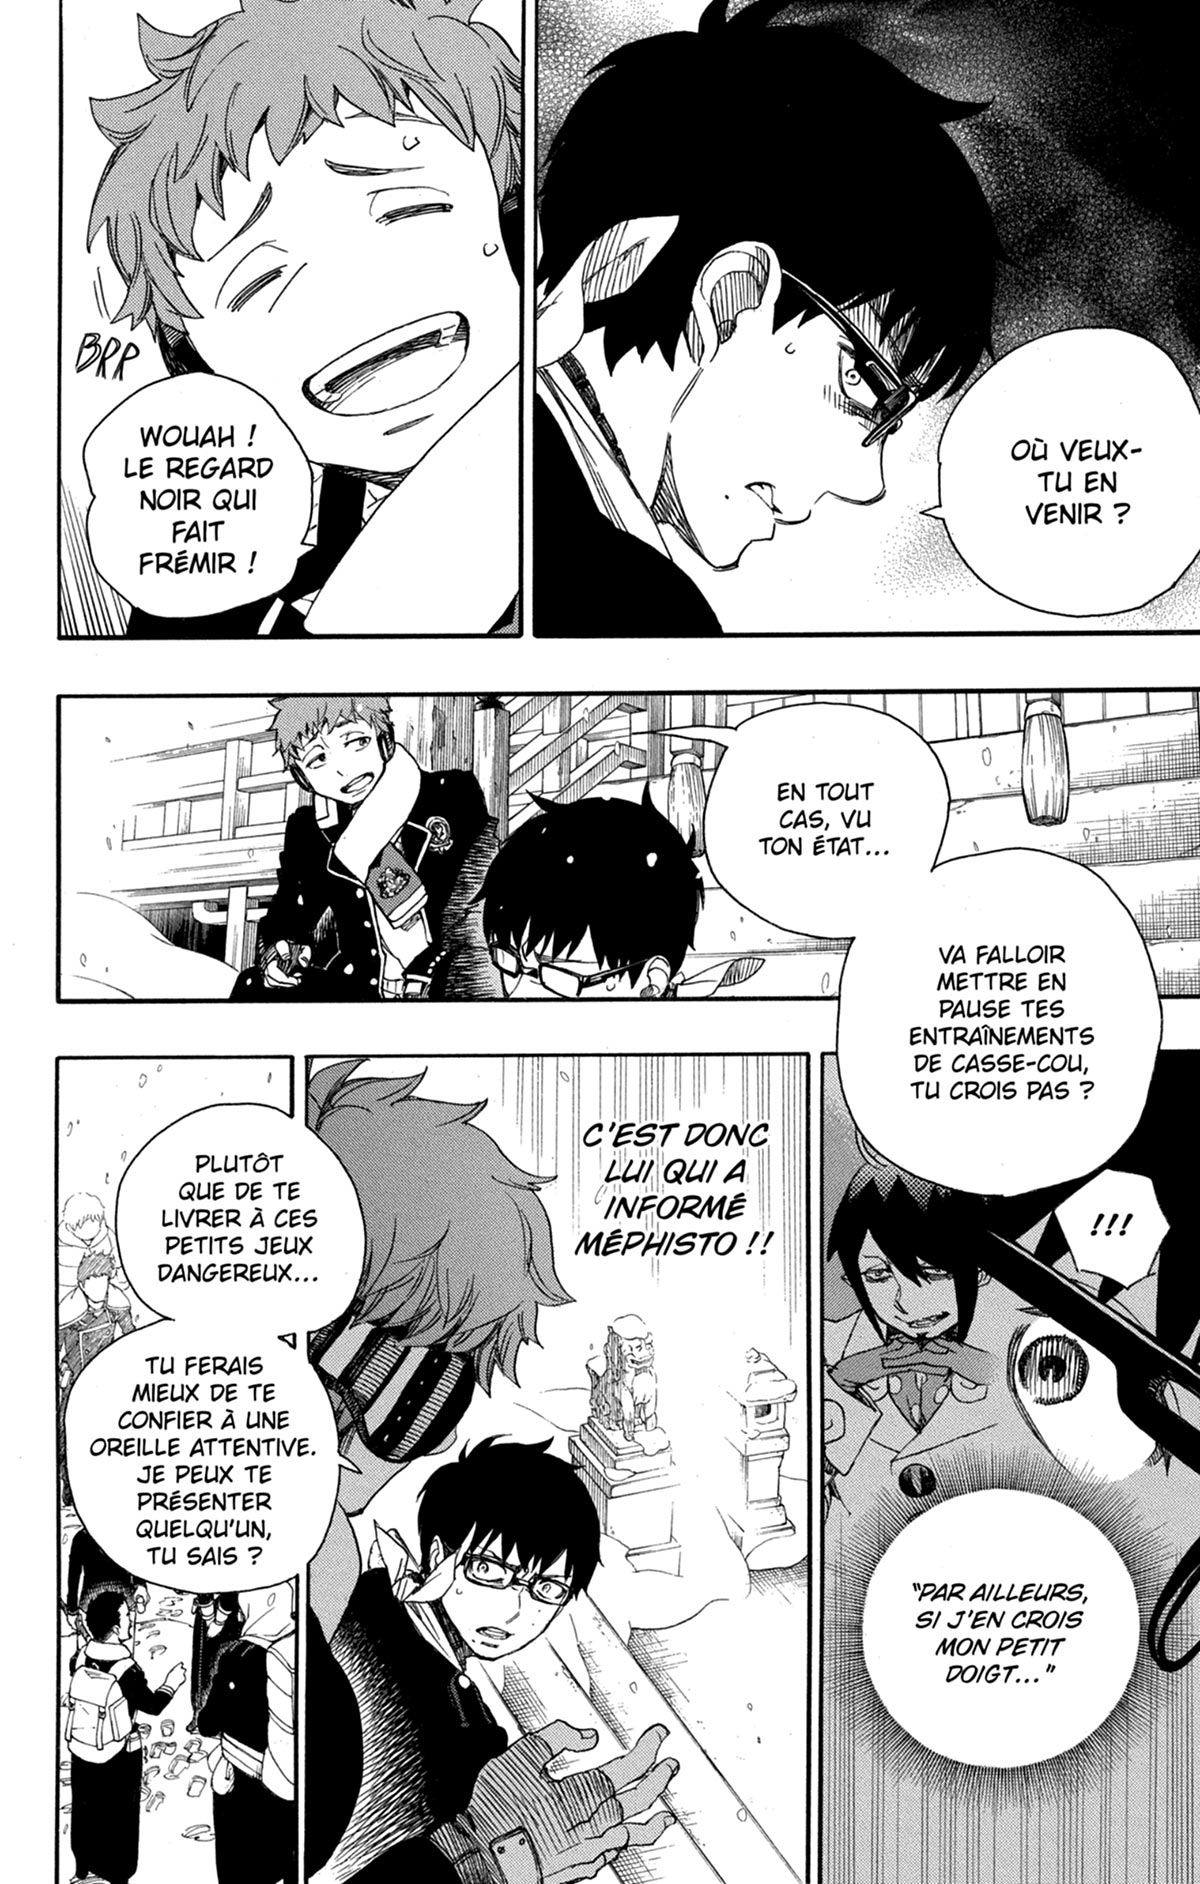 OÙ VEUX-
TU EN
VENIR ?
WOUAH !
LE REGARD
NOIR QUI
FAIT
FRÉMIR !
BRR
EN TOUT
CAS, VU
TON ÉTAT...
VA FALLOIR
METTRE EN
PAUSE TES
ENTRAÎNEMENTS
DE CASSE-COU,
TU CROIS PAS ?
!!!
"PAR AILLEURS,
SI J'EN CROIS
MON PETIT
DOIGT..."
C'EST DONC
LUI QUI A
INFORMÉ
MÉPHISTO !!
PLUTÔT
QUE DE TE
LIVRER À CES
PETITS JEUX
DANGEREUX...
TU FERAIS
MIEUX DE TE
CONFIER À UNE
OREILLE ATTENTIVE.
JE PEUX TE
PRÉSENTER
QUELQU'UN,
TU SAIS ?